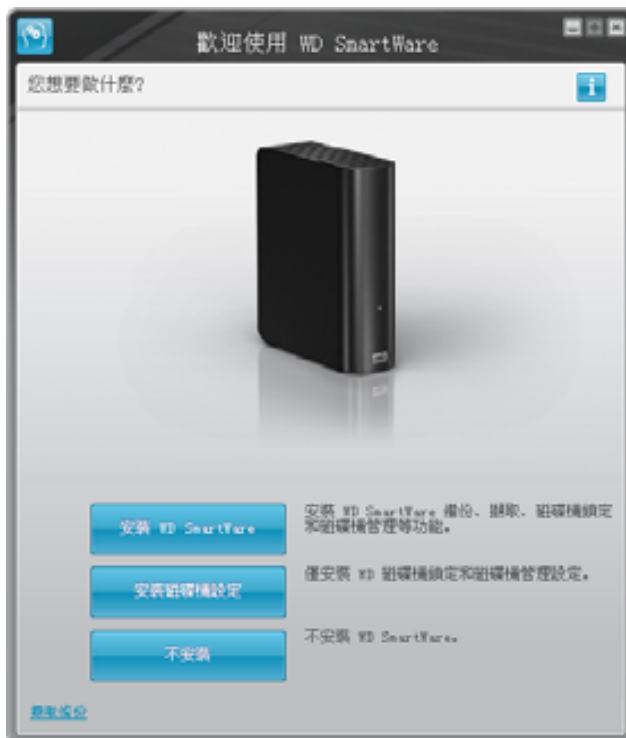 歡迎使用 WD SmartWare
您想要做什麼?
安裝 WD SmartWare
安裝 WD SmartWare 備份、擷取、磁碟機鎖定
和磁碟機管理等功能。
安裝磁碟機設定
僅安裝 WD 磁碟機鎖定和磁碟機管理設定。
不安裝
不安裝 WD SmartWare。